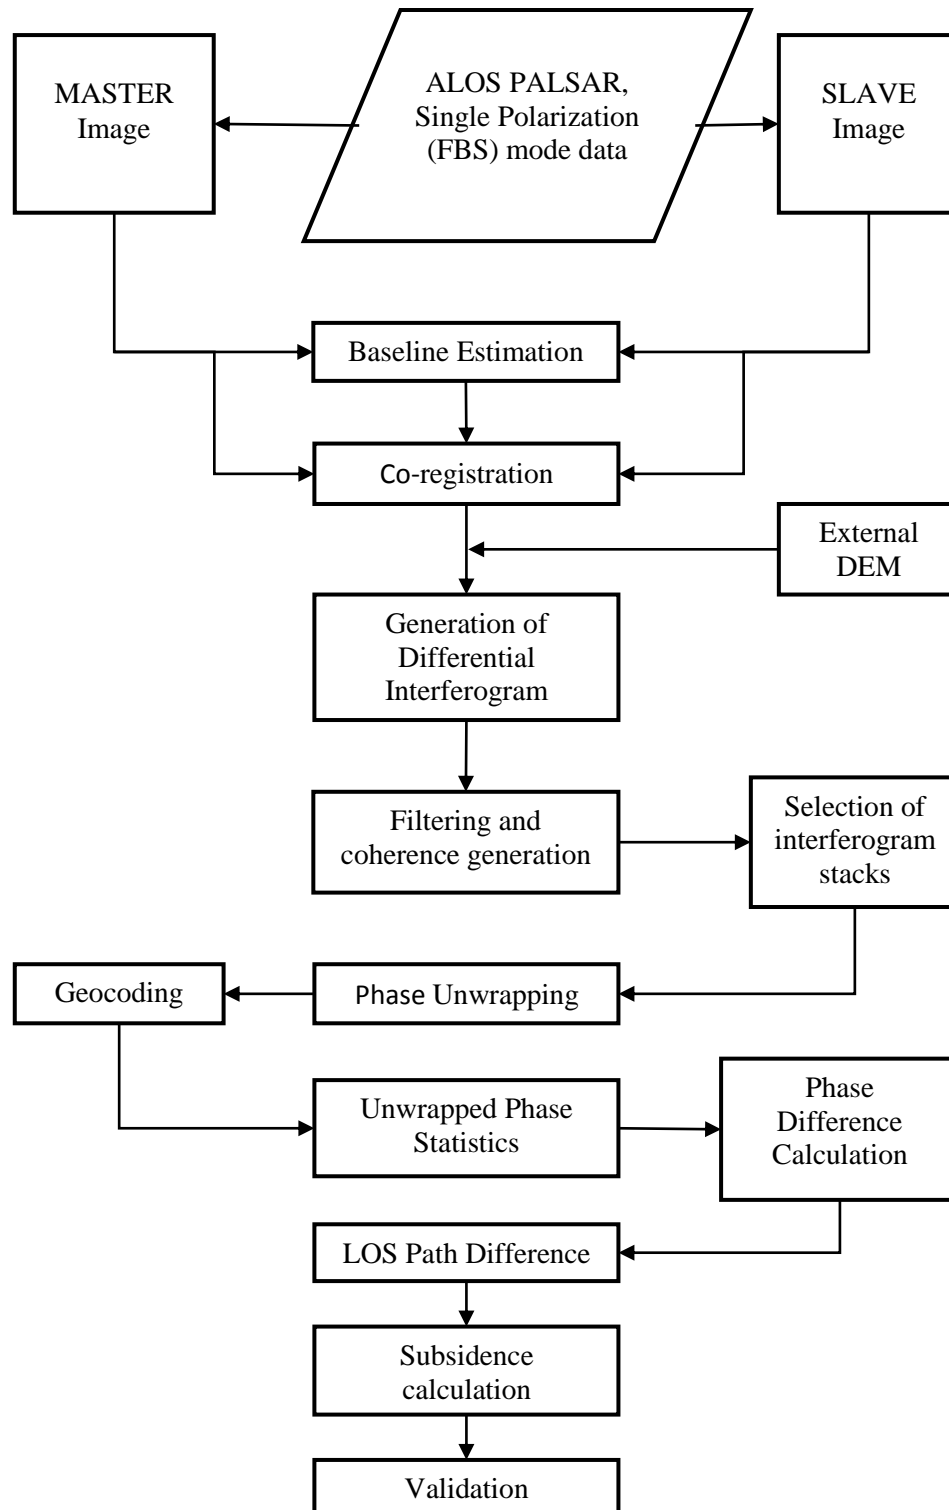 MASTER
Image
ALOS PALSAR,
Single Polarization
(FBS) mode data
SLAVE
Image
Baseline Estimation
Co-registration
External
DEM
Generation of
Differential
Interferogram
Filtering and
coherence generation
Selection of
interferogram
stacks
Geocoding
Phase Unwrapping
Unwrapped Phase
Statistics
Phase
Difference
Calculation
LOS Path Difference
Subsidence
calculation
Validation